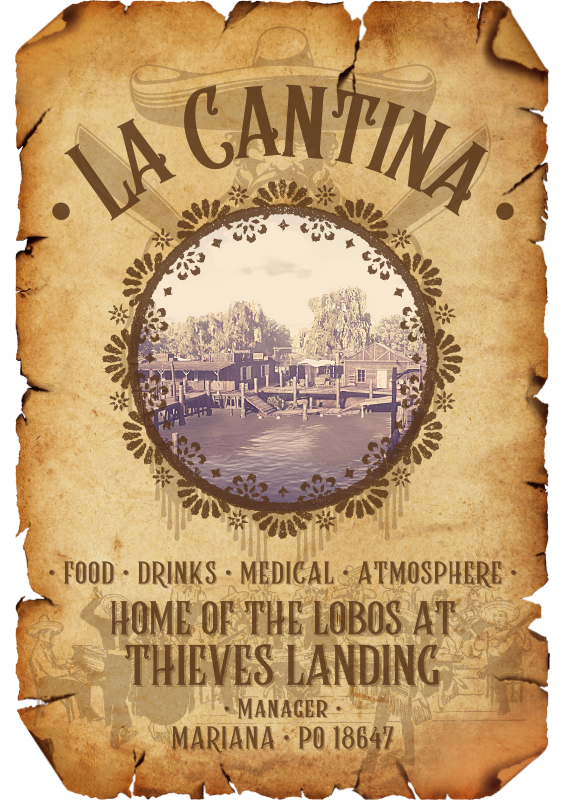 • LA CANTINA •
• FOOD • DRINKS • MEDICAL • ATMOSPHERE •
HOME OF THE LOBOS AT
THIEVES LANDING
• MANAGER •
MARIANA • PO 18647